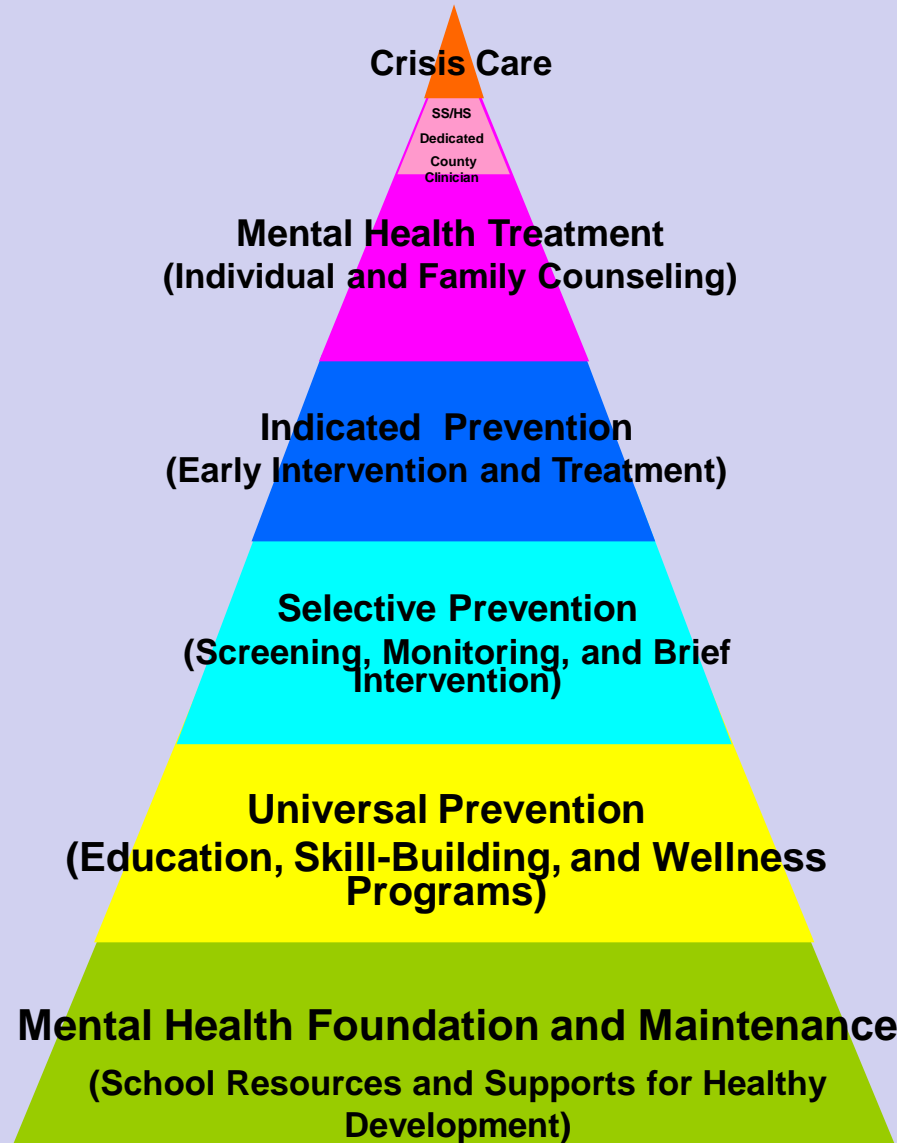 Crisis Care
SS/HS
Dedicated
County
Clinician
Mental Health Treatment
(Individual and Family Counseling)
Indicated  Prevention
(Early Intervention and Treatment)
Selective Prevention
(Screening, Monitoring, and Brief
Intervention)
Universal Prevention
(Education, Skill-Building, and Wellness
Programs)
Mental Health Foundation and Maintenance
(School Resources and Supports for Healthy
Development)